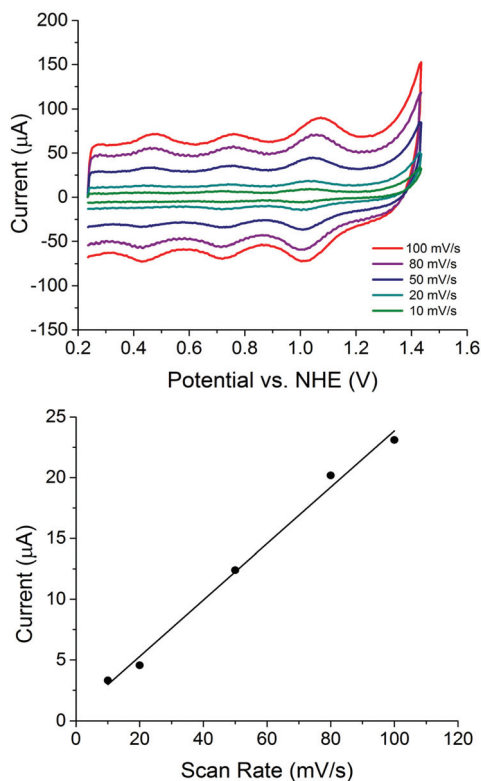 200
150
100
50
0
-50
-100
-150
Current (μA)
100 mV/s
80 mV/s
50 mV/s
20 mV/s
10 mV/s
0.2 0.4 0.6 0.8 1.0 1.2 1.4 1.6
Potential vs. NHE (V)
25
20
15
10
5
0
Current (μA)
0 20 40 60 80 100 120
Scan Rate (mV/s)